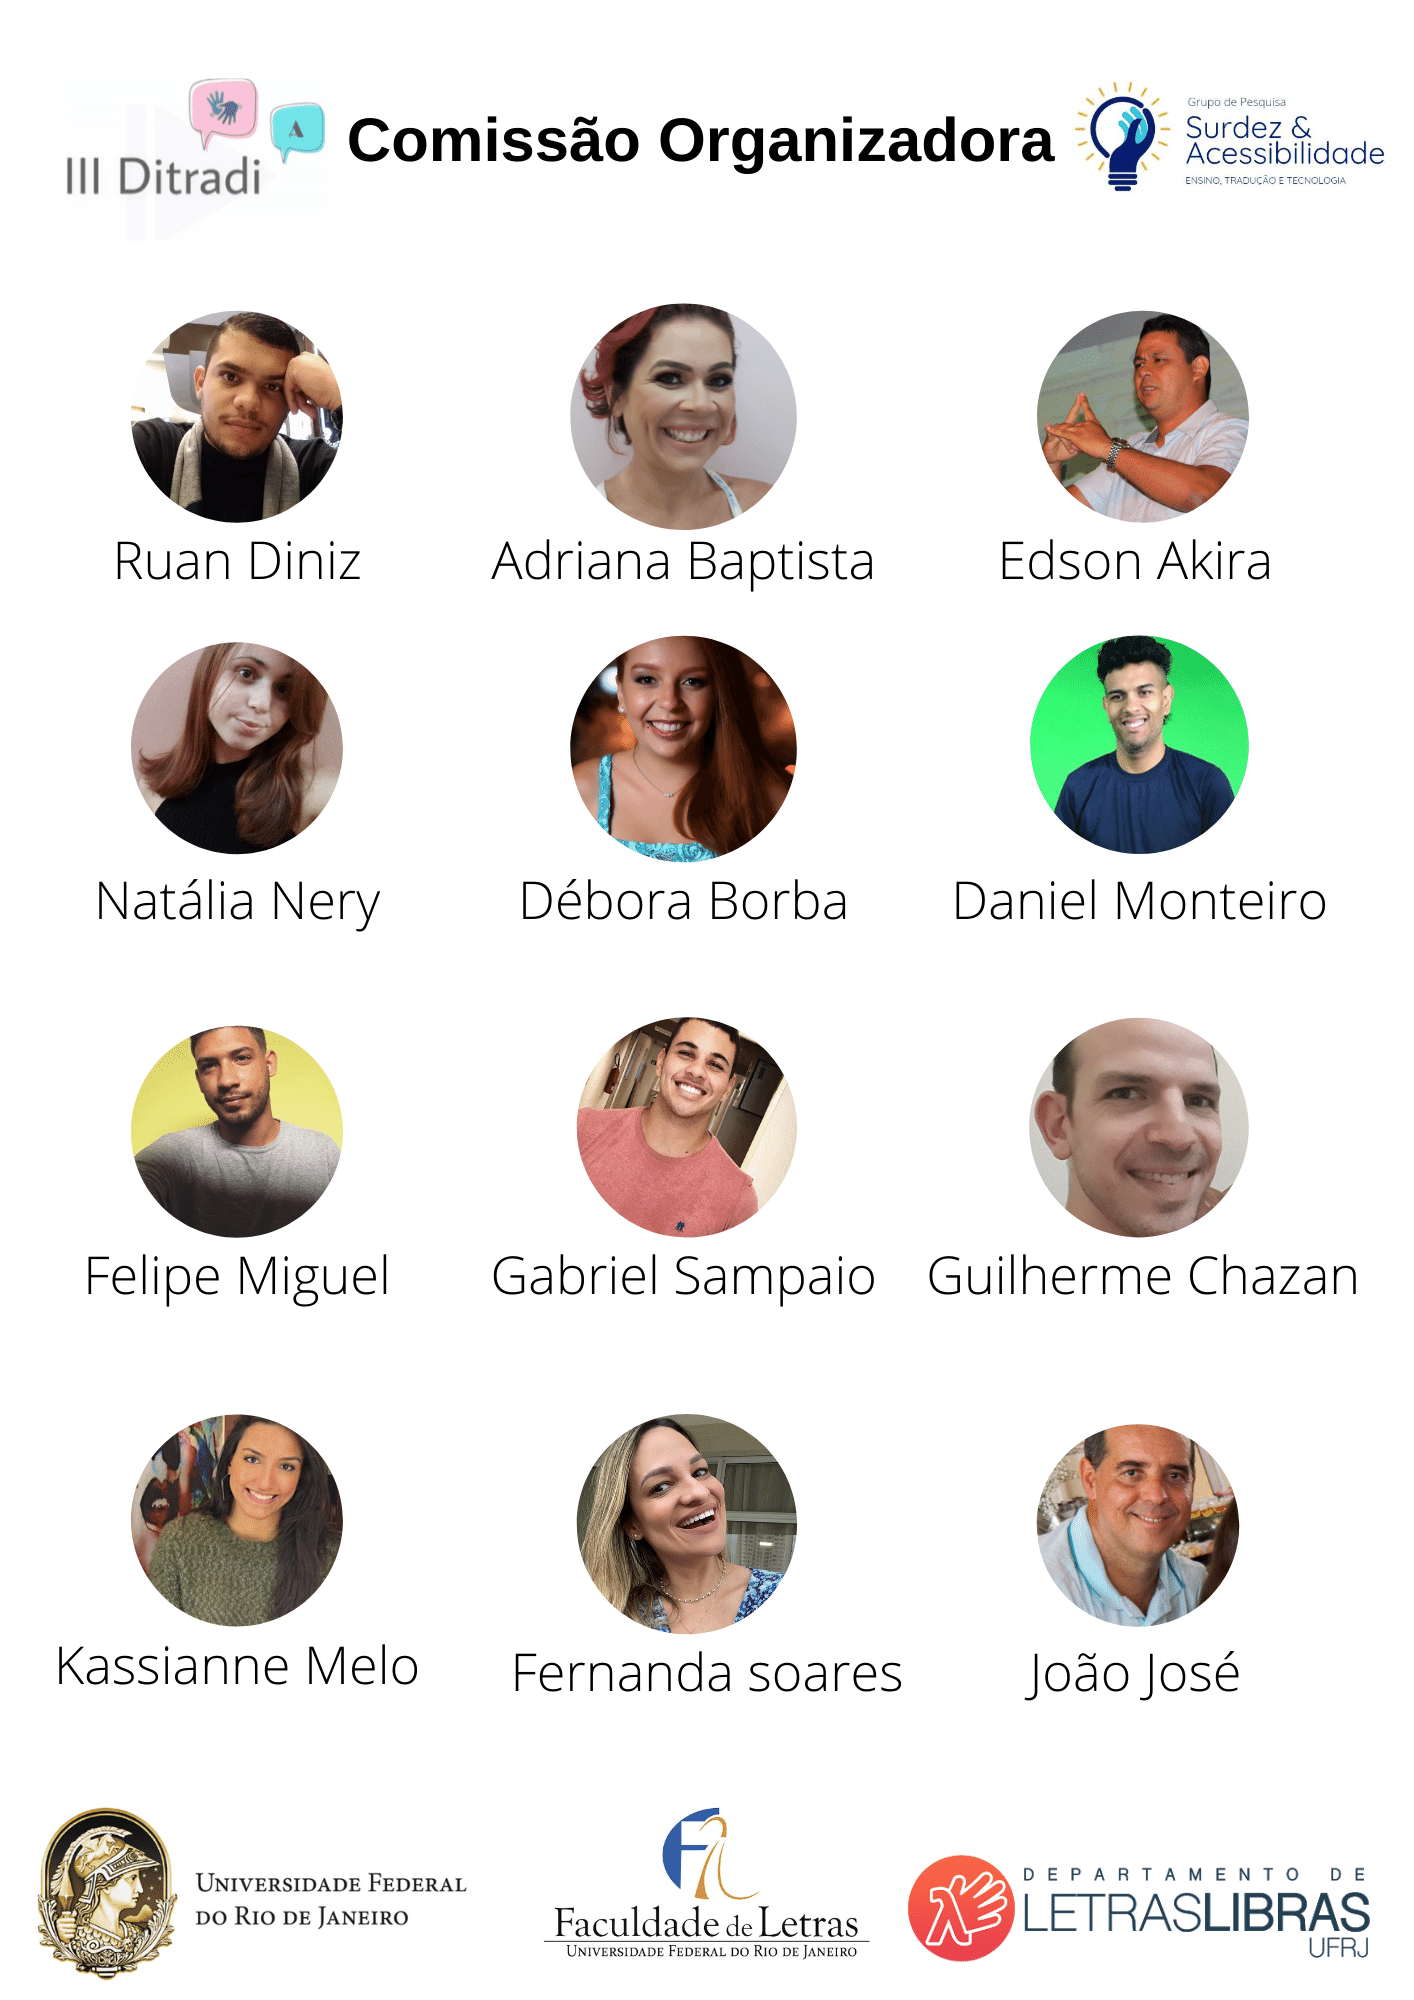 III Ditradi
A
Comissão Organizadora
Grupo de Pesquisa
Surdez &
Acessibilidade
ENSINO, TRADUÇÃO E TECNOLOGIA
Ruan Diniz
Adriana Baptista
Edson Akira
Natália Nery
Débora Borba
Daniel Monteiro
Felipe Miguel
Gabriel Sampaio
Guilherme Chazan
Kassianne Melo
Fernanda soares
João José
UNIVERSIDADE FEDERAL
DO RIO DE JANEIRO
Faculdade de Letras
UNIVERSIDADE FEDERAL DO RIO DE JANEIRO
DEPARTAMENTO DE
LETRASLIBRAS
UFRJ